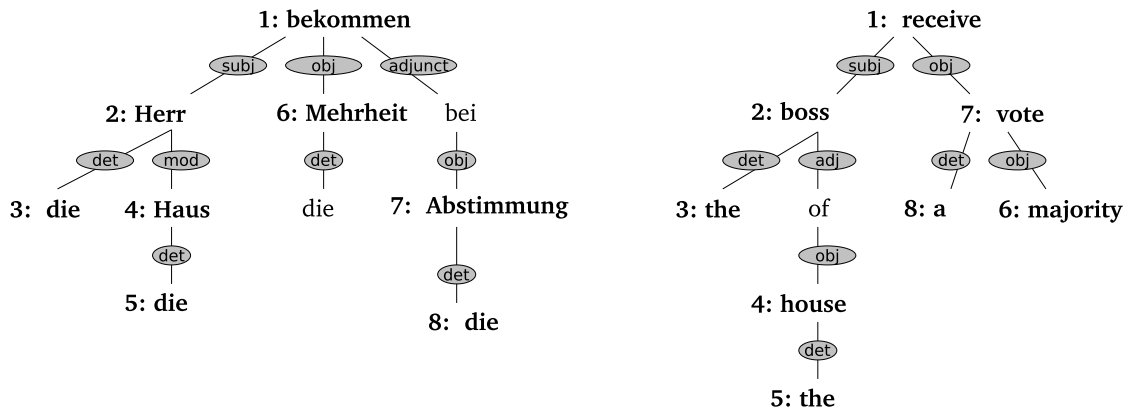 1: bekommen 1: receive
subj obj adjunct subj obj
2: Herr 6: Mehrheit bei 2: boss 7: vote
det mod det obj det adj det obj
3: die 4: Haus die 7: Abstimmung 3: the of 8: a 6: majority
det det obj
5: die 8: die 4: house
det
5: the